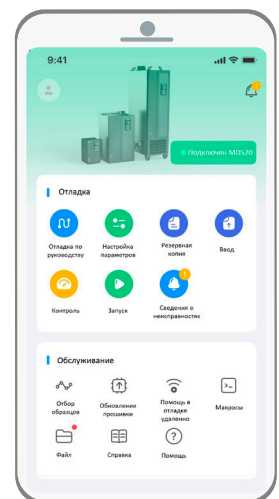 9:41
Подключен MD520
Отладка
Отладка по
руководству
Настройка
параметров
Резервная
копия
Ввод
Контроль
Запуск
Сведения о
неисправностях
Обслуживание
Отбор
образцов
Обновление
прошивки
Помощь в
отладке
удаленно
Макросы
Файл
Справка
Помощь